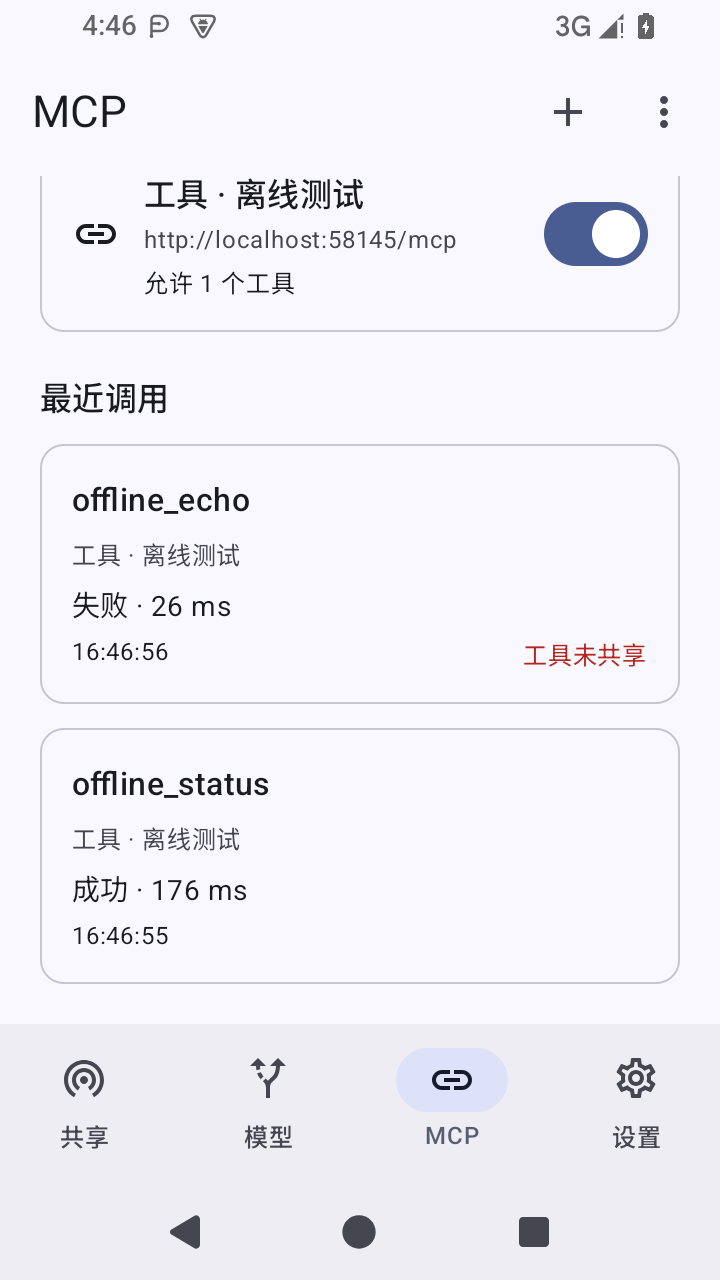 4:46
3G
MCP
工具 · 离线测试
http://localhost:58145/mcp
允许 1 个工具
最近调用
offline_echo
工具 · 离线测试
失败 · 26 ms
16:46:56
工具未共享
offline_status
工具 · 离线测试
成功 · 176 ms
16:46:55
共享
模型
MCP
设置